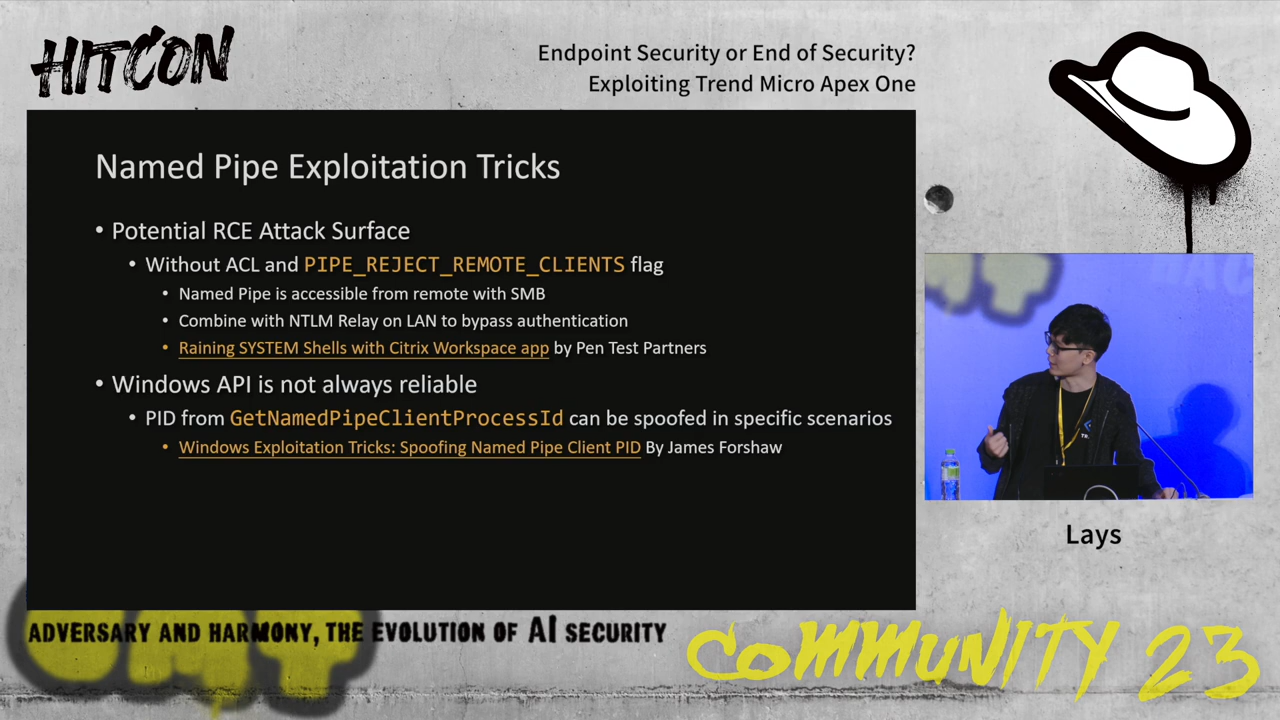 HITCON
Endpoint Security or End of Security?
Exploiting Trend Micro Apex One
Named Pipe Exploitation Tricks
• Potential RCE Attack Surface
• Without ACL and PIPE_REJECT_REMOTE_CLIENTS flag
• Named Pipe is accessible from remote with SMB
• Combine with NTLM Relay on LAN to bypass authentication
• Raining SYSTEM Shells with Citrix Workspace app by Pen Test Partners
• Windows API is not always reliable
• PID from GetNamedPipeClientProcessId can be spoofed in specific scenarios
• Windows Exploitation Tricks: Spoofing Named Pipe Client PID By James Forshaw
Lays
ADVERSARY AND HARMONY, THE EVOLUTION OF AI SECURITY
COMMUNITY 23